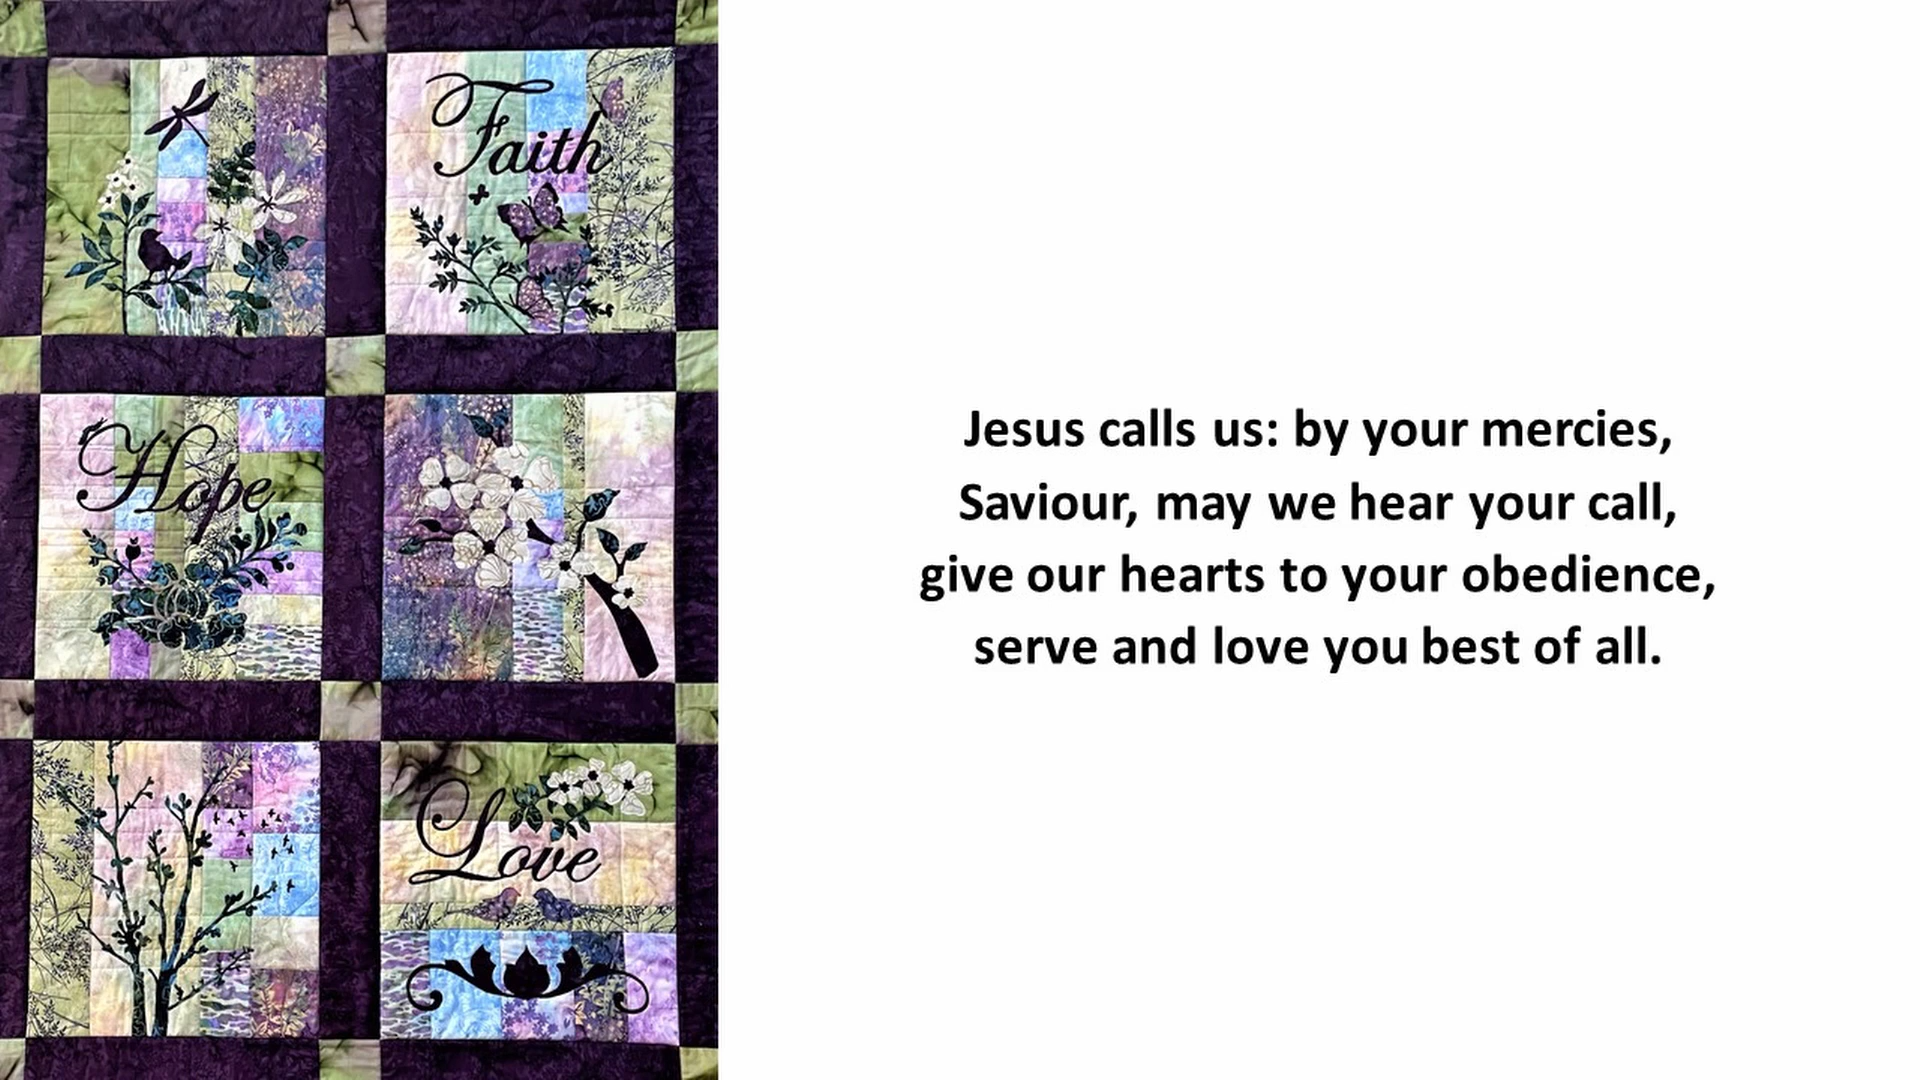 Faith
Hope
Love
Jesus calls us: by your mercies,
Saviour, may we hear your call,
give our hearts to your obedience,
serve and love you best of all.